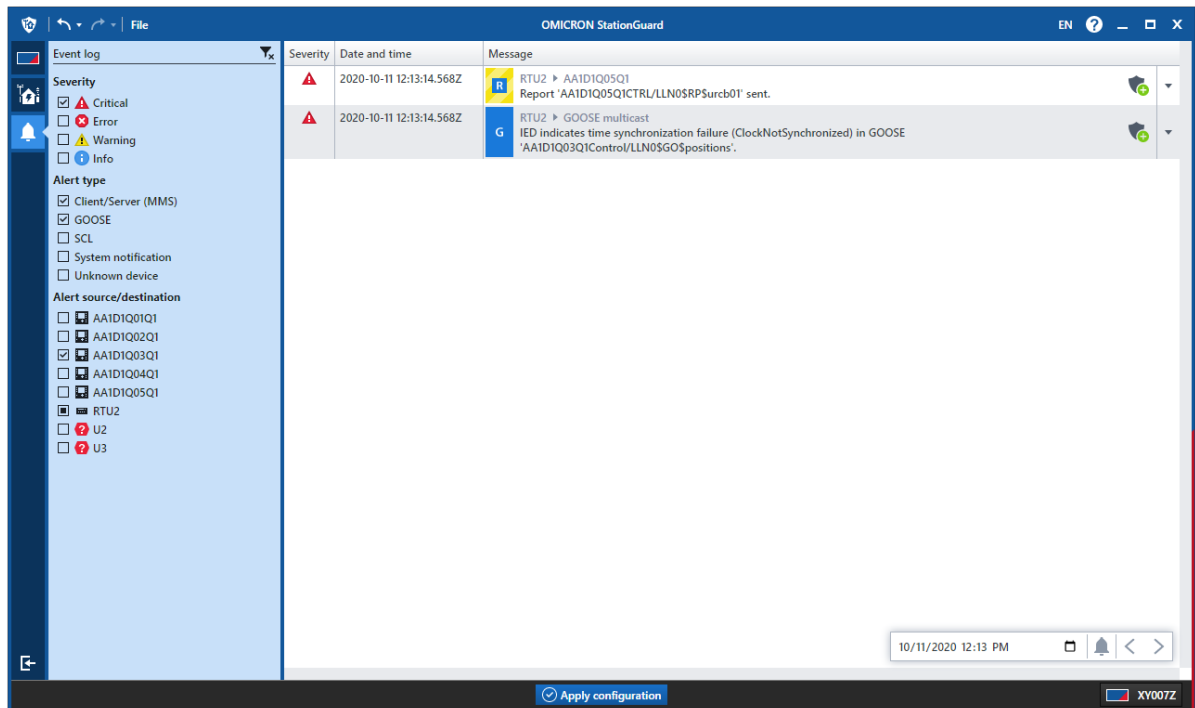 File
OMICRON StationGuard
EN
Event log
Severity
Critical
Error
Warning
Info
Alert type
Client/Server (MMS)
GOOSE
SCL
System notification
Unknown device
Alert source/destination
AA1D1Q01Q1
AA1D1Q02Q1
AA1D1Q03Q1
AA1D1Q04Q1
AA1D1Q05Q1
RTU2
U2
U3
Severity Date and time Message
2020-10-11 12:13:14.568Z R RTU2 ▸ AA1D1Q05Q1
Report 'AA1D1Q05Q1CTRL/LLN0$RP$urcb01' sent.
2020-10-11 12:13:14.568Z G RTU2 ▸ GOOSE multicast
IED indicates time synchronization failure (ClockNotSynchronized) in GOOSE
'AA1D1Q03Q1Control/LLN0$GO$positions'.
10/11/2020 12:13 PM
Apply configuration
XY007Z